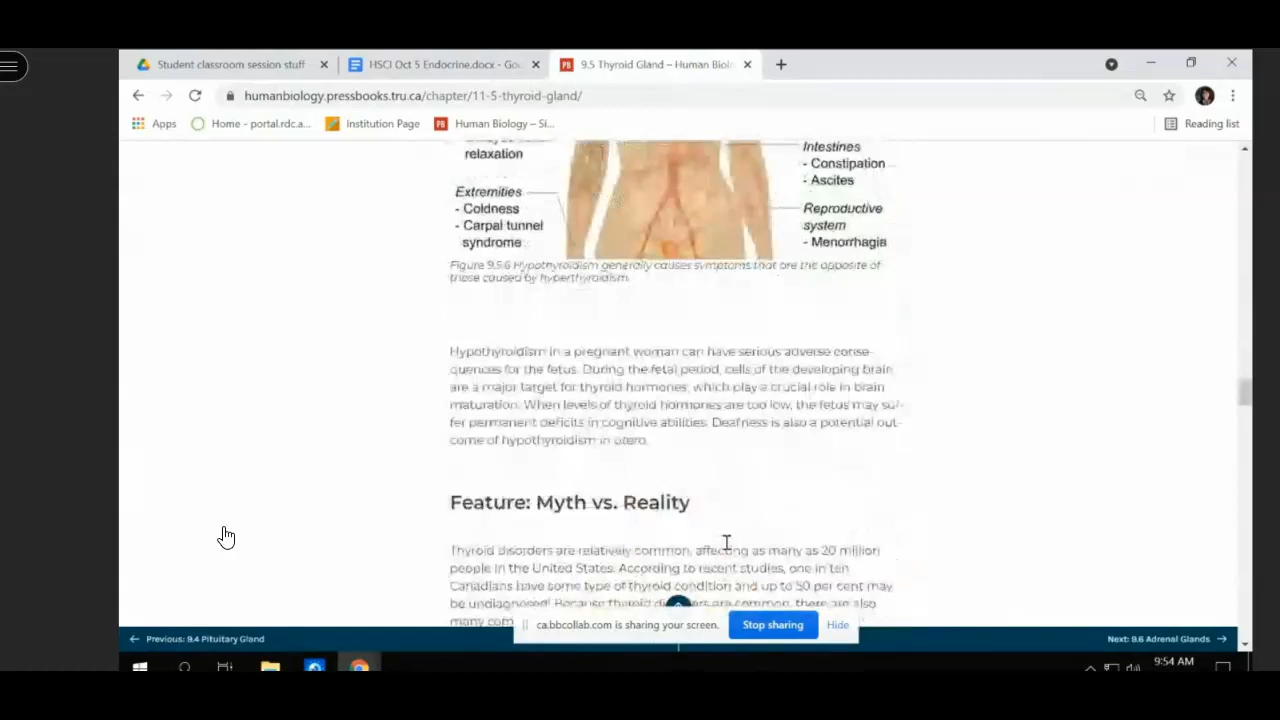 Student classroom session stuff
HSCI Oct 5 Endocrine.docx - Go
9.5 Thyroid Gland – Human Biol
humanbiology.pressbooks.tru.ca/chapter/11-5-thyroid-gland/
Apps
Home - portal.rdc.a...
Institution Page
Human Biology – Si...
Reading list
relaxation
Extremities
- Coldness
- Carpal tunnel
syndrome
Intestines
- Constipation
- Ascites
Reproductive
system
- Menorrhagia
Figure 9.5.6 Hypothyroidism generally causes symptoms that are the opposite of
those caused by hyperthyroidism.
Hypothyroidism in a pregnant woman can have serious adverse conse-
quences for the fetus. During the fetal period, cells of the developing brain
are a major target for thyroid hormones, which play a crucial role in brain
maturation. When levels of thyroid hormones are too low, the fetus may suf-
fer permanent deficits in cognitive abilities. Deafness is also a potential out-
come of hypothyroidism in utero.
Feature: Myth vs. Reality
Thyroid disorders are relatively common, affecting as many as 20 million
people in the United States. According to recent studies, one in ten
Canadians have some type of thyroid condition and up to 50 per cent may
be undiagnosed! Because thyroid are common, there are also
many com
ca.bbcollab.com is sharing your screen.
Stop sharing
Hide
Previous: 9.4 Pituitary Gland
Next: 9.6 Adrenal Glands
9:54 AM